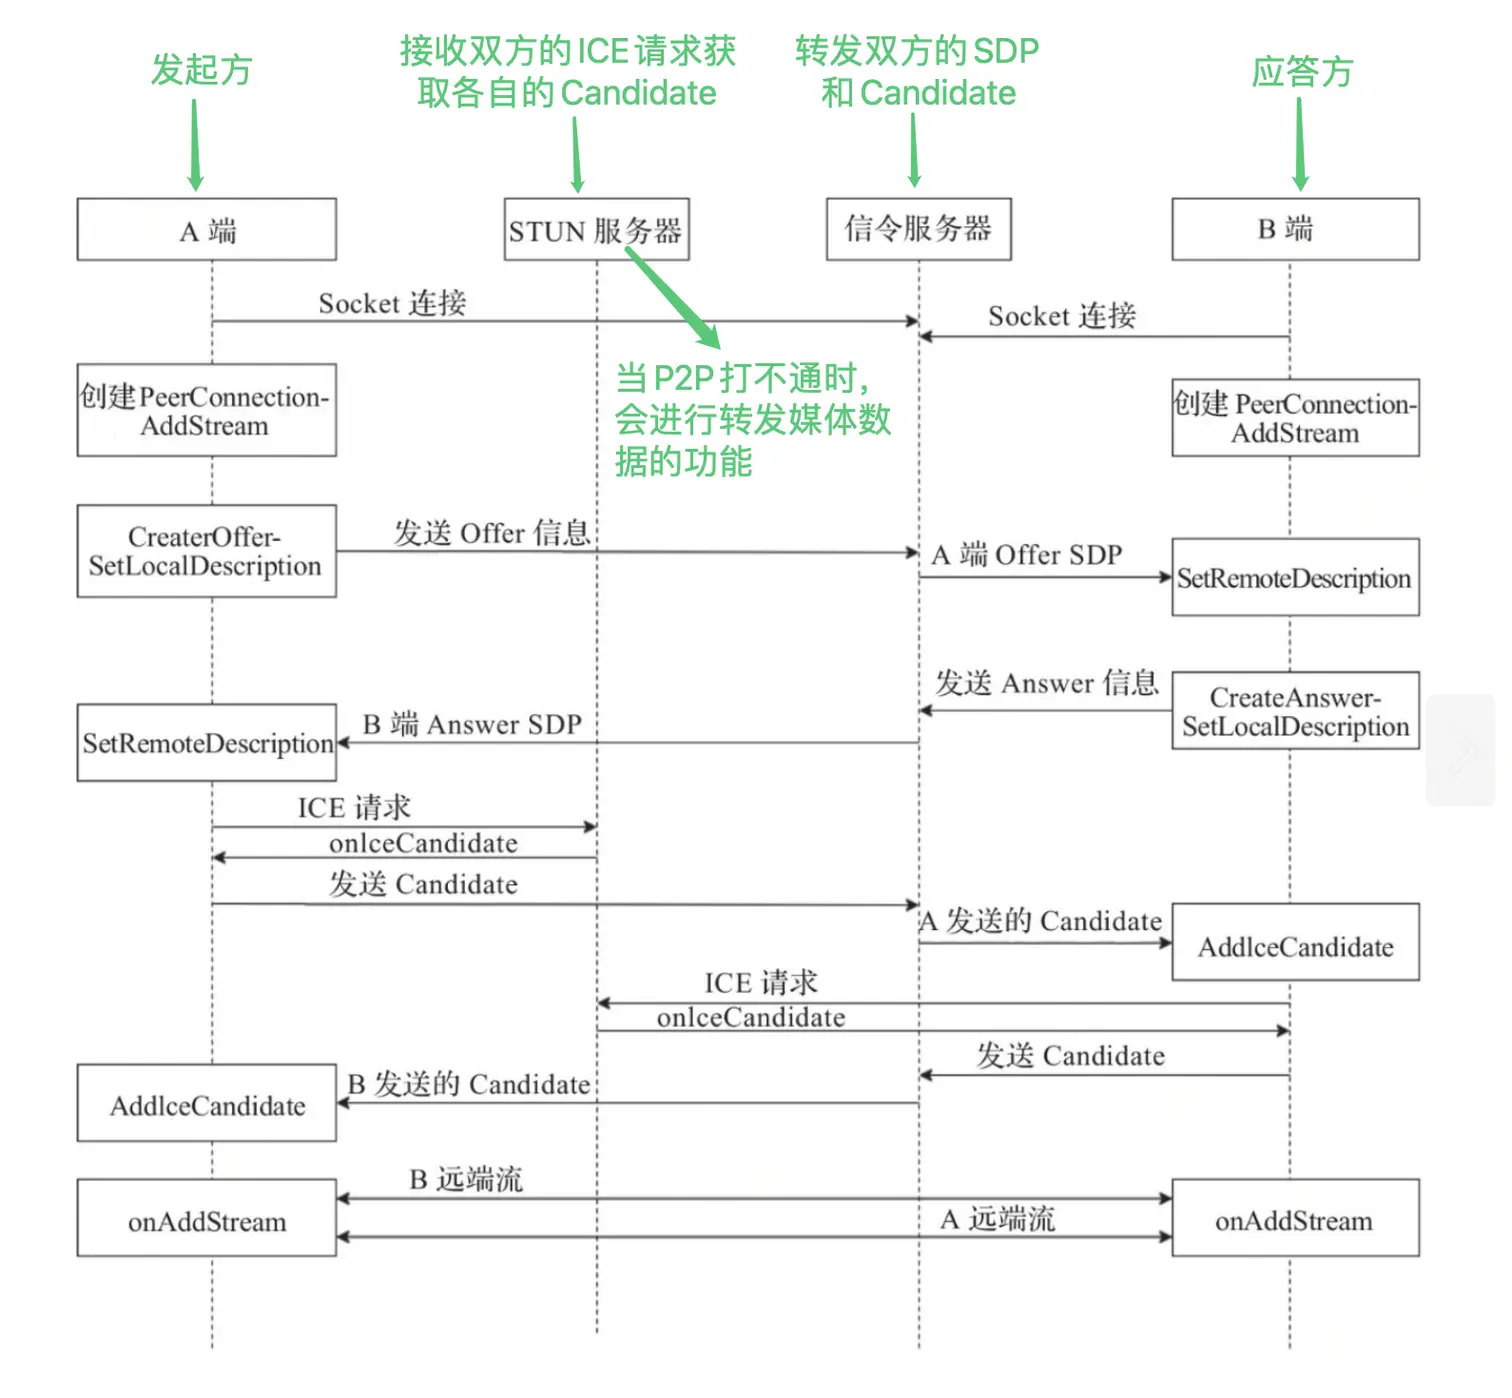 发起方
接收双方的ICE请求获
取各自的Candidate
转发双方的SDP
和Candidate
应答方
A 端
STUN 服务器
信令服务器
B 端
Socket 连接
Socket 连接
当P2P打不通时，
会进行转发媒体数
据的功能
创建PeerConnection-
AddStream
创建 PeerConnection-
AddStream
CreaterOffer-
SetLocalDescription
发送 Offer 信息
A 端 Offer SDP
SetRemoteDescription
发送 Answer 信息
CreateAnswer-
SetLocalDescription
B 端 Answer SDP
SetRemoteDescription
ICE 请求
onIceCandidate
发送 Candidate
A 发送的 Candidate
AddIceCandidate
ICE 请求
onIceCandidate
发送 Candidate
B 发送的 Candidate
AddIceCandidate
B 远端流
A 远端流
onAddStream
onAddStream